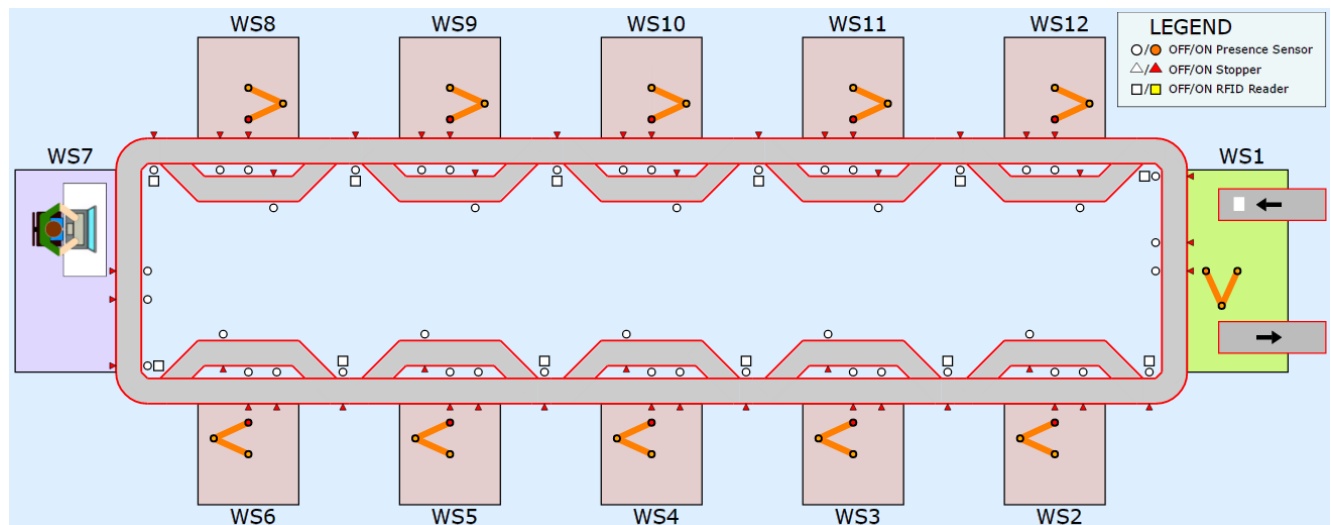 WS8 WS9 WS10 WS11 WS12
LEGEND
OFF/ON Presence Sensor
OFF/ON Stopper
OFF/ON RFID Reader
WS7
WS1
WS6 WS5 WS4 WS3 WS2